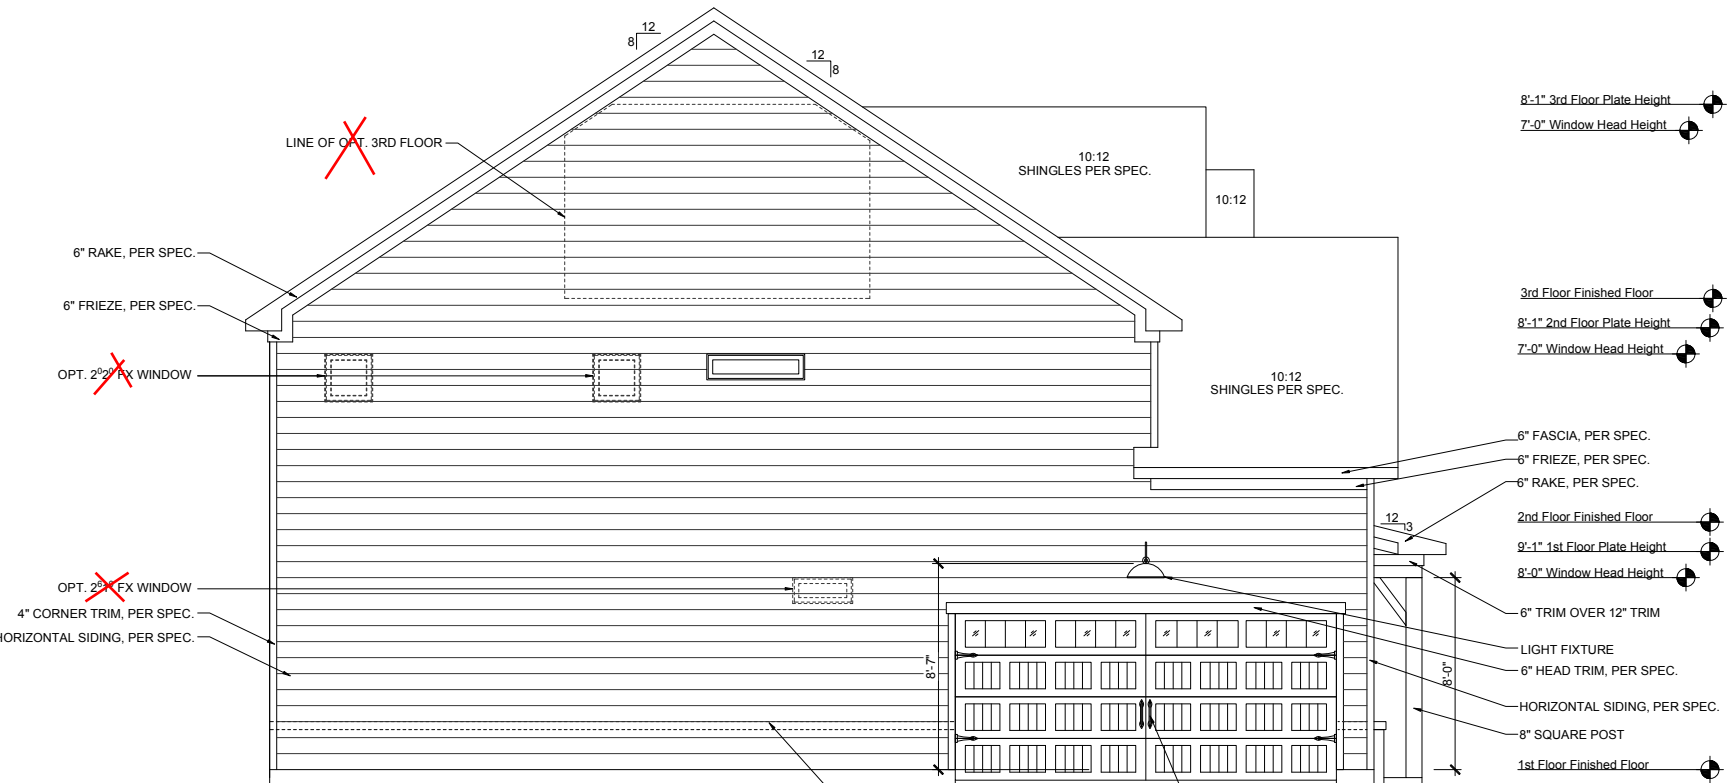 12
8
12
8
8'-1" 3rd Floor Plate Height
7'-0" Window Head Height
LINE OF OPT. 3RD FLOOR
10:12
SHINGLES PER SPEC.
10:12
6" RAKE, PER SPEC.
6" FRIEZE, PER SPEC.
3rd Floor Finished Floor
8'-1" 2nd Floor Plate Height
7'-0" Window Head Height
OPT. 2⁰2⁰ FX WINDOW
10:12
SHINGLES PER SPEC.
6" FASCIA, PER SPEC.
6" FRIEZE, PER SPEC.
6" RAKE, PER SPEC.
12
3
2nd Floor Finished Floor
9'-1" 1st Floor Plate Height
8'-0" Window Head Height
OPT. FX WINDOW
4" CORNER TRIM, PER SPEC.
HORIZONTAL SIDING, PER SPEC.
6" TRIM OVER 12" TRIM
LIGHT FIXTURE
6" HEAD TRIM, PER SPEC.
8'-7"
8'-0"
HORIZONTAL SIDING, PER SPEC.
8" SQUARE POST
1st Floor Finished Floor